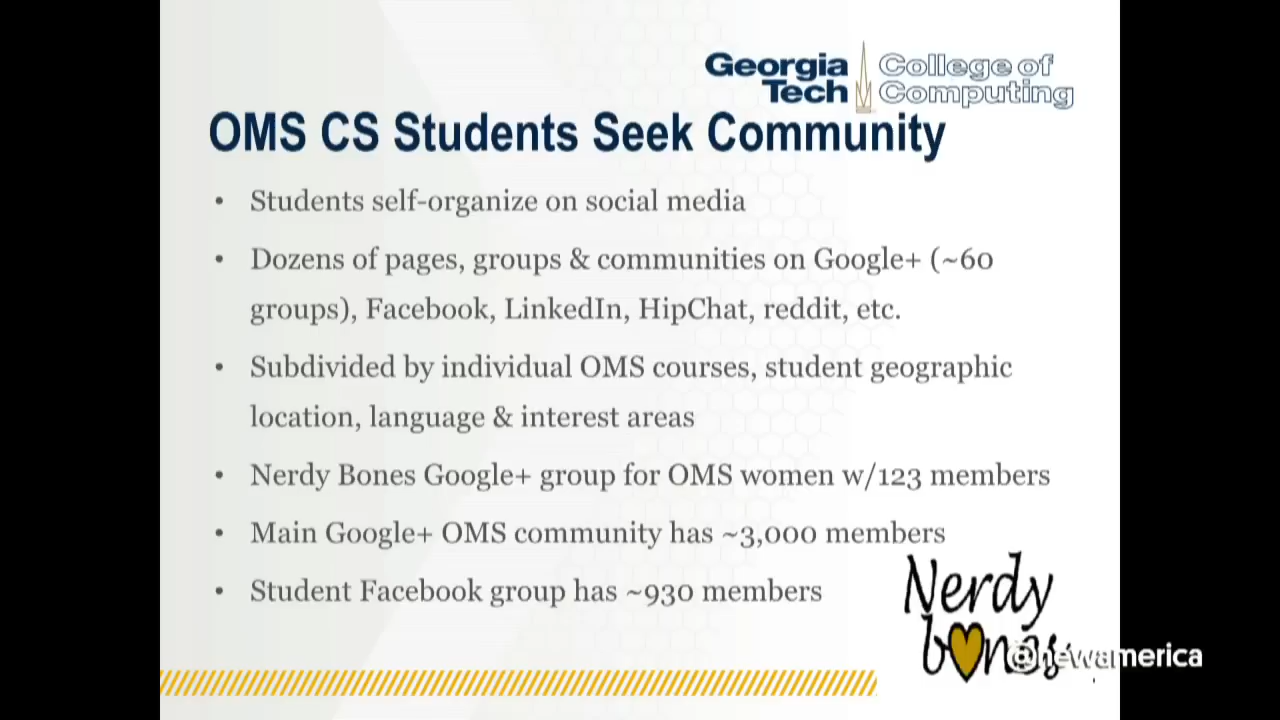 Georgia Tech College of Computing
OMS CS Students Seek Community
• Students self-organize on social media
• Dozens of pages, groups & communities on Google+ (~60
groups), Facebook, LinkedIn, HipChat, reddit, etc.
• Subdivided by individual OMS courses, student geographic
location, language & interest areas
• Nerdy Bones Google+ group for OMS women w/123 members
• Main Google+ OMS community has ~3,000 members
• Student Facebook group has ~930 members
Nerdy
bones
@newamerica